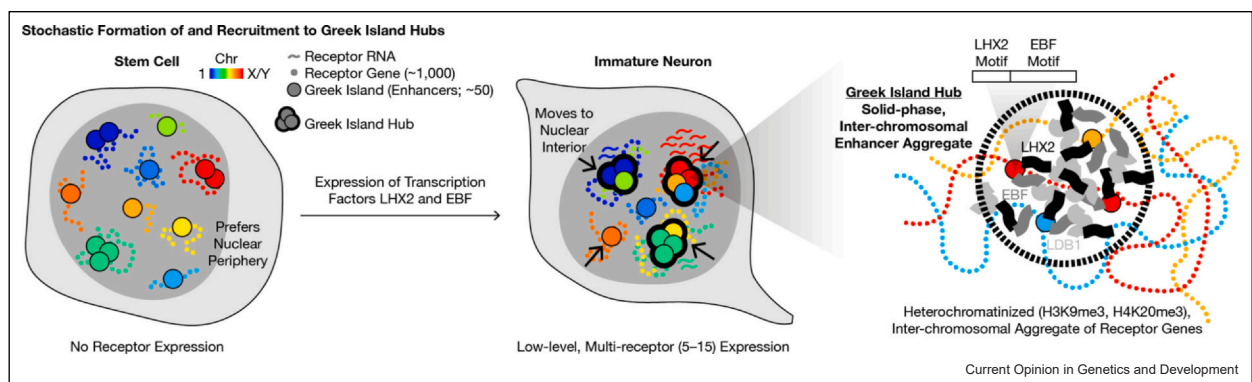 Stochastic Formation of and Recruitment to Greek Island Hubs
Stem Cell
Chr
1 X/Y
Receptor RNA
Receptor Gene (~1,000)
Greek Island (Enhancers; ~50)
Greek Island Hub
Prefers
Nuclear
Periphery
No Receptor Expression
Expression of Transcription
Factors LHX2 and EBF
Immature Neuron
Moves to
Nuclear
Interior
Low-level, Multi-receptor (5–15) Expression
LHX2
Motif
EBF
Motif
Greek Island Hub
Solid-phase,
Inter-chromosomal
Enhancer Aggregate
LHX2
EBF
LDB1
Heterochromatinized (H3K9me3, H4K20me3),
Inter-chromosomal Aggregate of Receptor Genes
Current Opinion in Genetics and Development